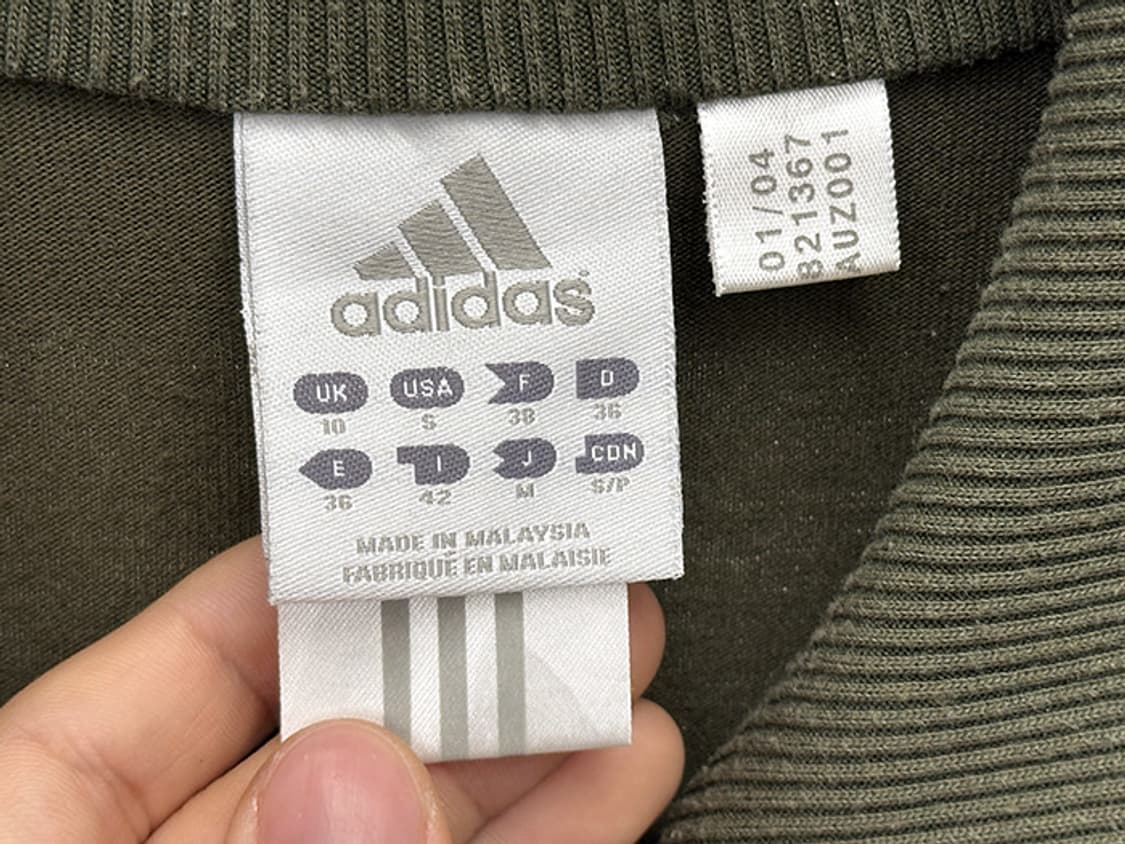 adidas
UK USA F D
10 S 38 36
E I J CDN
36 42 M S/P
MADE IN MALAYSIA
FABRIQUÉ EN MALAISIE
01/04
821367
AUZ001